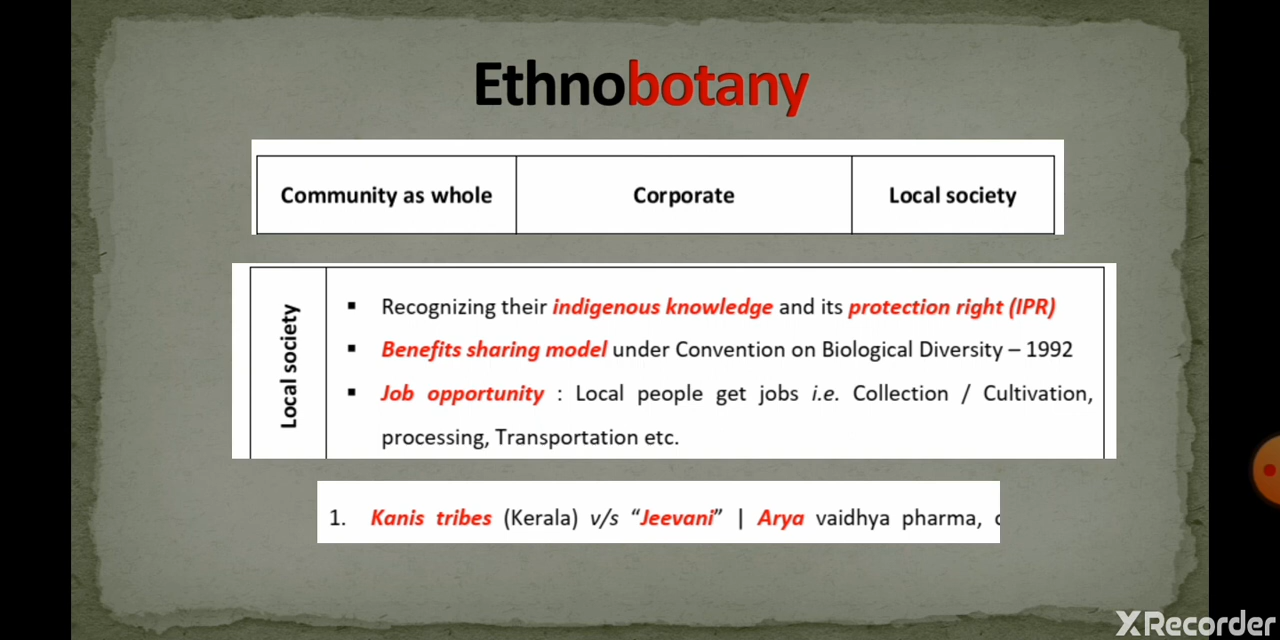 Ethnobotany
Community as whole Corporate Local society
Local society
▪ Recognizing their indigenous knowledge and its protection right (IPR)
▪ Benefits sharing model under Convention on Biological Diversity – 1992
▪ Job opportunity : Local people get jobs i.e. Collection / Cultivation,
processing, Transportation etc.
1. Kanis tribes (Kerala) v/s “Jeevani” | Arya vaidhya pharma,
XRecorder